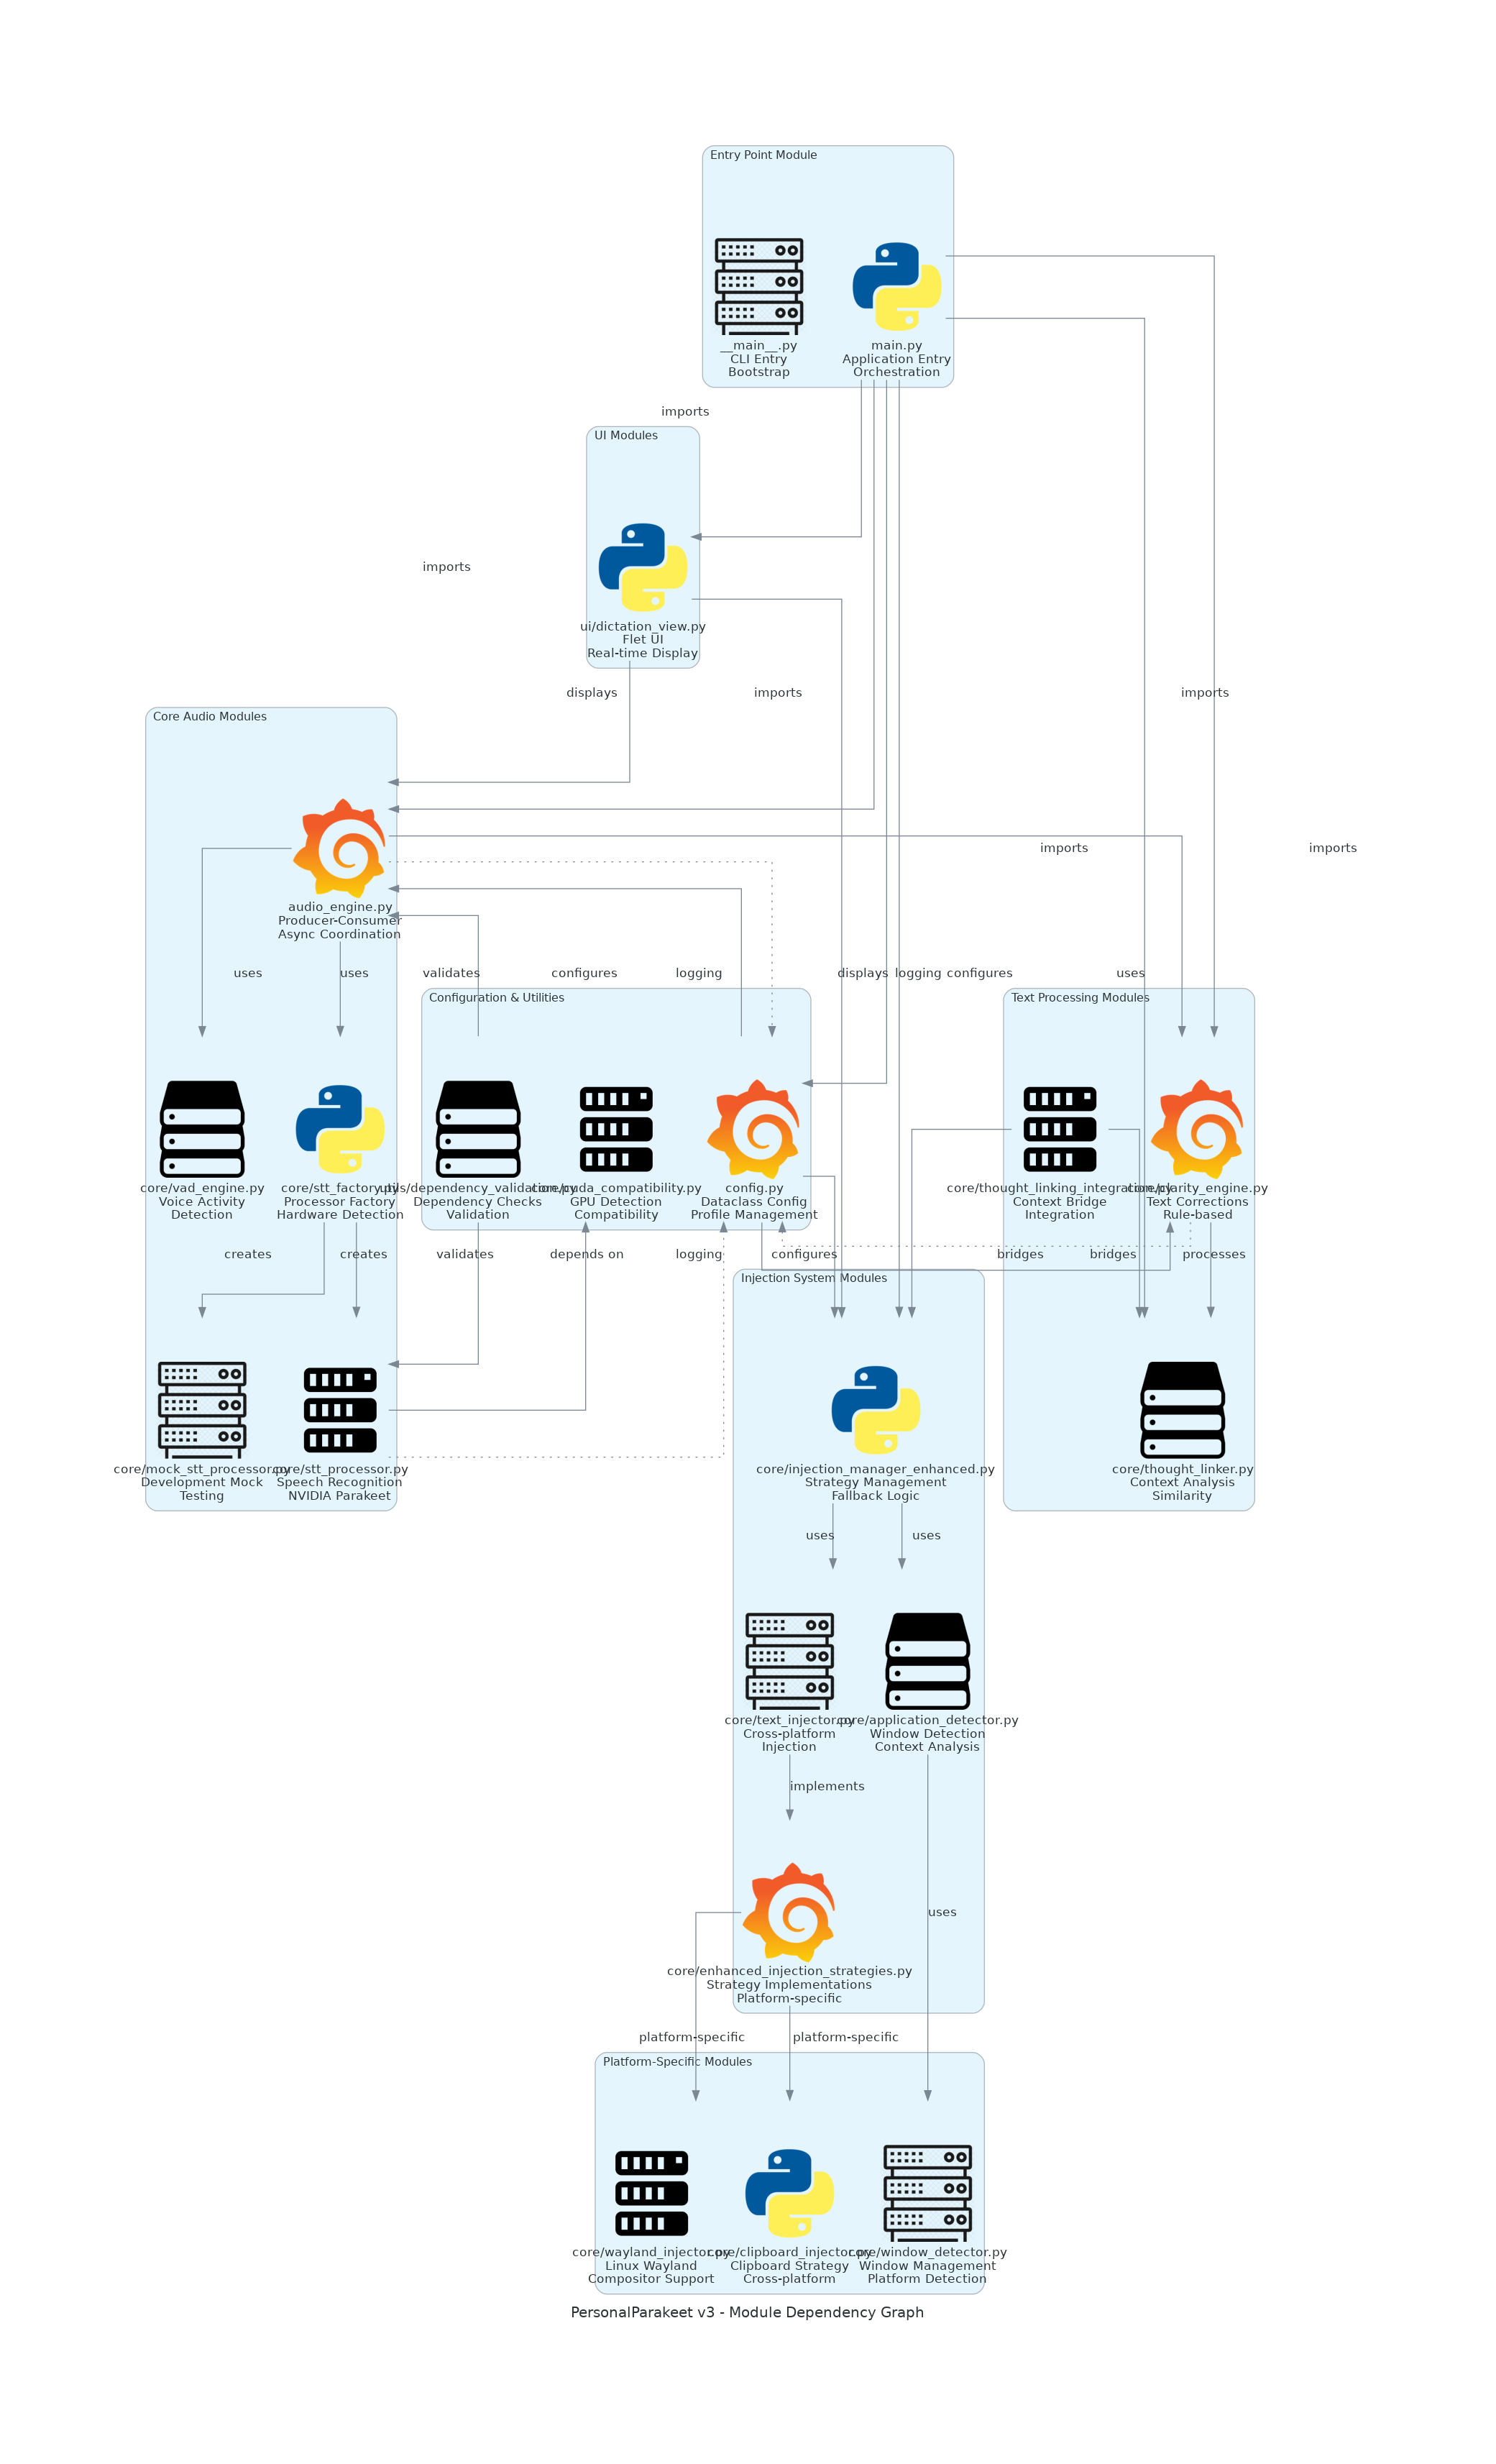 Entry Point Module
__main__.py
CLI Entry
Bootstrap
main.py
Application Entry
Orchestration
imports
UI Modules
imports
ui/dictation_view.py
Flet UI
Real-time Display
displays
imports
imports
Core Audio Modules
imports
imports
audio_engine.py
Producer-Consumer
Async Coordination
uses
uses
validates
configures
logging
displays
logging
configures
uses
Configuration & Utilities
Text Processing Modules
core/vad_engine.py
Voice Activity
Detection
core/stt_factory.py
Processor Factory
Hardware Detection
utils/dependency_validation.py
Dependency Checks
Validation
core/cuda_compatibility.py
GPU Detection
Compatibility
config.py
Dataclass Config
Profile Management
core/thought_linking_integration.py
Context Bridge
Integration
core/clarity_engine.py
Text Corrections
Rule-based
creates
creates
validates
depends on
logging
configures
bridges
bridges
processes
Injection System Modules
core/mock_stt_processor.py
Development Mock
Testing
core/stt_processor.py
Speech Recognition
NVIDIA Parakeet
core/injection_manager_enhanced.py
Strategy Management
Fallback Logic
core/thought_linker.py
Context Analysis
Similarity
uses
uses
core/text_injector.py
Cross-platform
Injection
core/application_detector.py
Window Detection
Context Analysis
implements
uses
core/enhanced_injection_strategies.py
Strategy Implementations
Platform-specific
platform-specific
platform-specific
Platform-Specific Modules
core/wayland_injector.py
Linux Wayland
Compositor Support
core/clipboard_injector.py
Clipboard Strategy
Cross-platform
core/window_detector.py
Window Management
Platform Detection
PersonalParakeet v3 - Module Dependency Graph